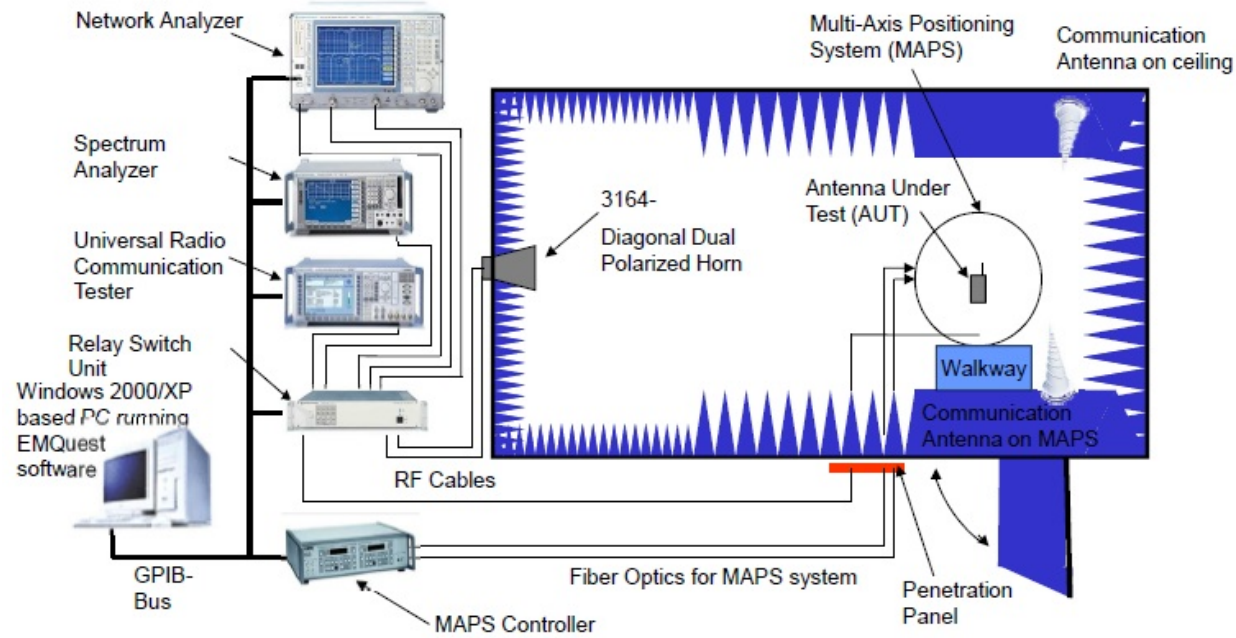 Network Analyzer
Multi-Axis Positioning
System (MAPS)
Communication
Antenna on ceiling
Spectrum
Analyzer
Antenna Under
Test (AUT)
3164-
Diagonal Dual
Polarized Horn
Universal Radio
Communication
Tester
Relay Switch
Unit
Windows 2000/XP
based PC running
EMQuest
software
Walkway
Communication
Antenna on MAPS
RF Cables
GPIB-
Bus
Fiber Optics for MAPS system
Penetration
Panel
MAPS Controller